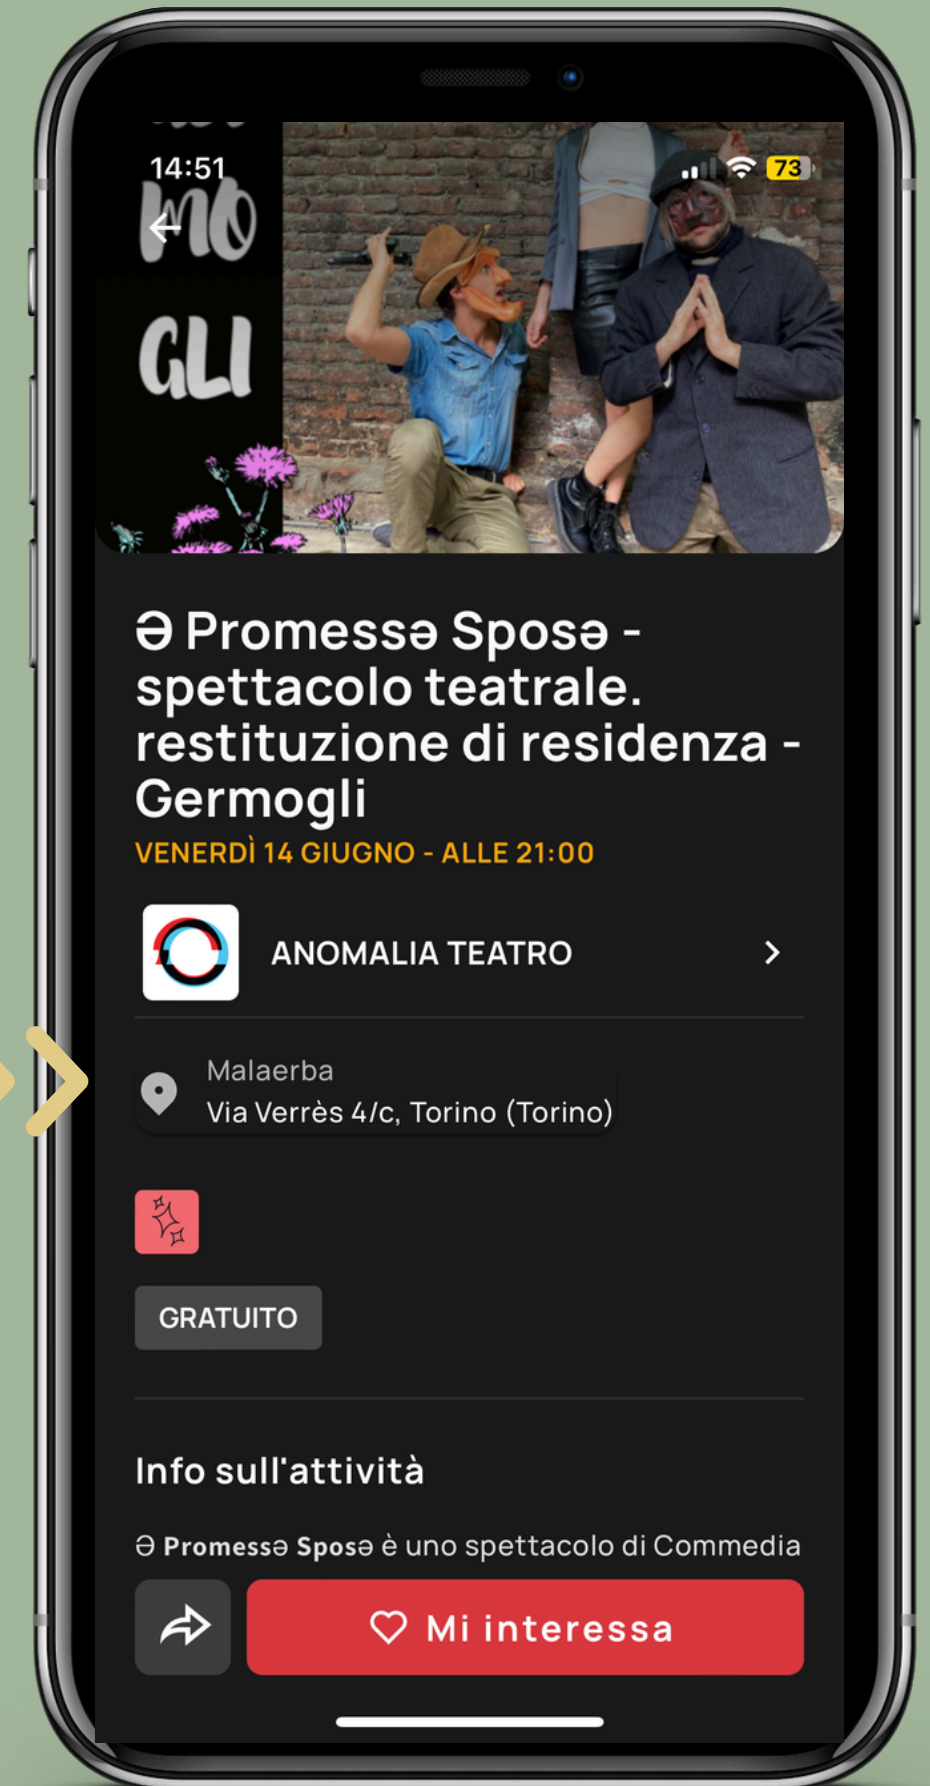 14:51
73
MO
GLI
Ə Promessə Sposə -
spettacolo teatrale.
restituzione di residenza -
Germogli
VENERDÌ 14 GIUGNO - ALLE 21:00
ANOMALIA TEATRO
Malaerba
Via Verrès 4/c, Torino (Torino)
GRATUITO
Info sull'attività
Ə Promessə Sposə è uno spettacolo di Commedia
Mi interessa